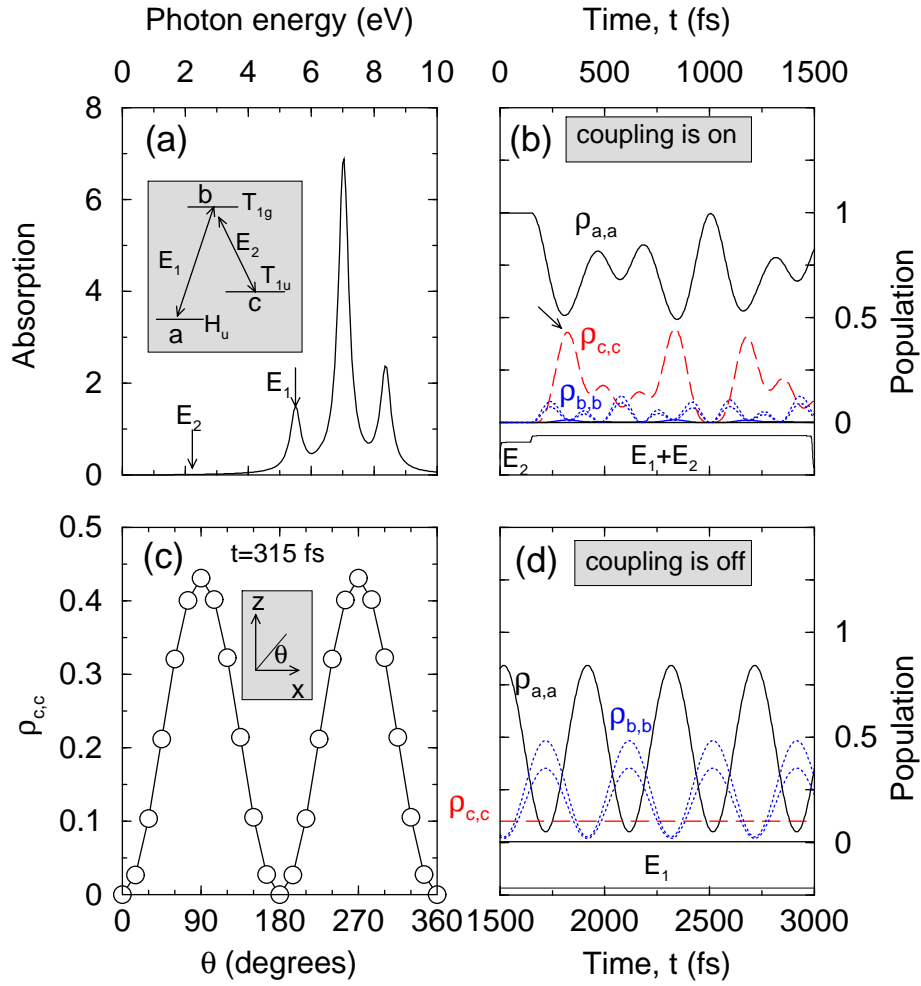 Photon energy (eV)
0 2 4 6 8 10
Time, t (fs)
0 500 1000 1500
8
6
4
2
0
Absorption
(a)
b
T1g
E1
E2
T1u
c
a
Hu
E1
E2
(b)
coupling is on
ρa,a
ρc,c
ρb,b
E2
E1+E2
1
0.5
0
Population
0.5
0.4
0.3
0.2
0.1
0
ρc,c
(c)
t=315 fs
z
θ
x
0 90 180 270 360
θ (degrees)
(d)
coupling is off
ρa,a
ρb,b
ρc,c
E1
1
0.5
0
Population
1500 2000 2500 3000
Time, t (fs)